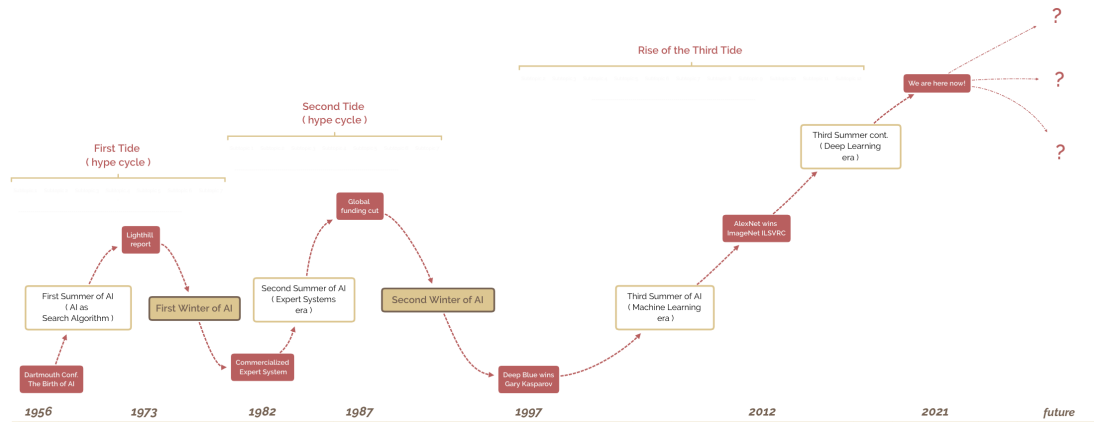 ?
Rise of the Third Tide
?
We are here now!
Second Tide
( hype cycle )
Third Summer cont.
( Deep Learning
era )
First Tide
( hype cycle )
?
Global
funding cut
Lighthill
report
AlexNet wins
ImageNet ILSVRC
First Summer of AI
( AI as
Search Algorithm )
First Winter of AI
Second Summer of AI
( Expert Systems
era )
Second Winter of AI
Third Summer of AI
( Machine Learning
era )
Dartmouth Conf.
The Birth of AI
Commercialized
Expert System
Deep Blue wins
Gary Kasparov
1956
1973
1982
1987
1997
2012
2021
future